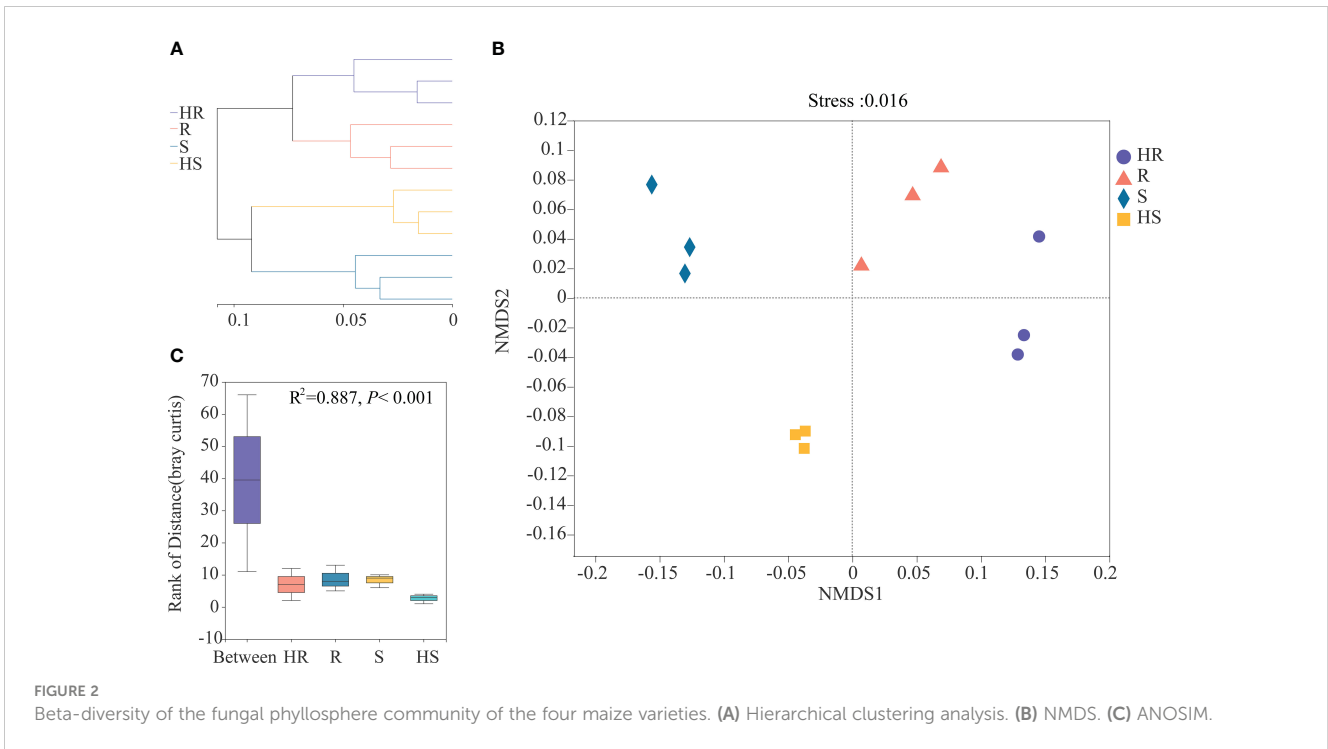 A
HR
R
S
HS
0.1 0.05 0
B
Stress :0.016
0.12
0.1
0.08
0.06
0.04
0.02
0
-0.02
-0.04
-0.06
-0.08
-0.1
-0.12
-0.14
-0.16
NMDS2
-0.2 -0.15 -0.1 -0.05 0 0.05 0.1 0.15 0.2
NMDS1
HR
R
S
HS
C
R²=0.887, P< 0.001
70
60
50
40
30
20
10
0
-10
Rank of Distance(bray curtis)
Between HR R S HS
FIGURE 2
Beta-diversity of the fungal phyllosphere community of the four maize varieties. (A) Hierarchical clustering analysis. (B) NMDS. (C) ANOSIM.